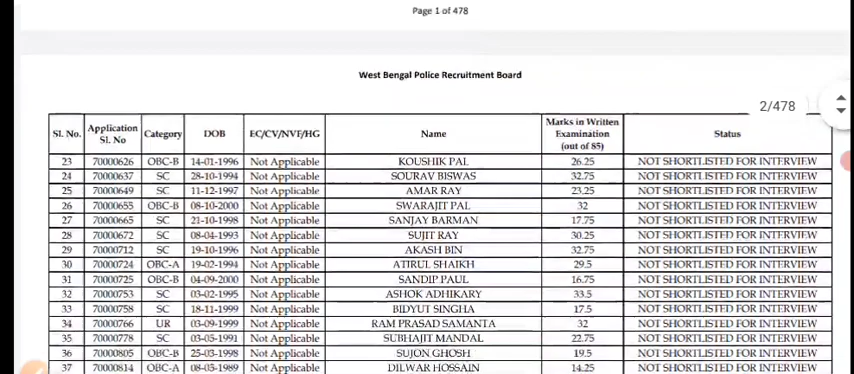 Page 1 of 478
West Bengal Police Recruitment Board
2/478
Sl. No. Application Sl. No Category DOB EC/CV/NVF/HG Name Marks in Written Examination (out of 85) Status
23 70000626 OBC-B 14-01-1996 Not Applicable KOUSHIK PAL 26.25 NOT SHORTLISTED FOR INTERVIEW
24 70000637 SC 28-10-1994 Not Applicable SOURAV BISWAS 32.75 NOT SHORTLISTED FOR INTERVIEW
25 70000649 SC 11-12-1997 Not Applicable AMAR RAY 23.25 NOT SHORTLISTED FOR INTERVIEW
26 70000655 OBC-B 08-10-2000 Not Applicable SWARAJIT PAL 32 NOT SHORTLISTED FOR INTERVIEW
27 70000665 SC 21-10-1998 Not Applicable SANJAY BARMAN 17.75 NOT SHORTLISTED FOR INTERVIEW
28 70000672 SC 08-04-1993 Not Applicable SUJIT RAY 30.25 NOT SHORTLISTED FOR INTERVIEW
29 70000712 SC 19-10-1996 Not Applicable AKASH BIN 32.75 NOT SHORTLISTED FOR INTERVIEW
30 70000724 OBC-A 19-02-1994 Not Applicable ATIRUL SHAIKH 29.5 NOT SHORTLISTED FOR INTERVIEW
31 70000725 OBC-B 04-09-2000 Not Applicable SANDIP PAUL 16.75 NOT SHORTLISTED FOR INTERVIEW
32 70000753 SC 03-02-1995 Not Applicable ASHOK ADHIKARY 33.5 NOT SHORTLISTED FOR INTERVIEW
33 70000758 SC 18-11-1999 Not Applicable BIDYUT SINGHA 17.5 NOT SHORTLISTED FOR INTERVIEW
34 70000766 UR 03-09-1999 Not Applicable RAM PRASAD SAMANTA 32 NOT SHORTLISTED FOR INTERVIEW
35 70000778 SC 03-05-1991 Not Applicable SUBHAJIT MANDAL 22.75 NOT SHORTLISTED FOR INTERVIEW
36 70000805 OBC-B 25-03-1998 Not Applicable SUJON GHOSH 19.5 NOT SHORTLISTED FOR INTERVIEW
37 70000814 OBC-A 08-03-1989 Not Applicable DILWAR HOSSAIN 14.25 NOT SHORTLISTED FOR INTERVIEW